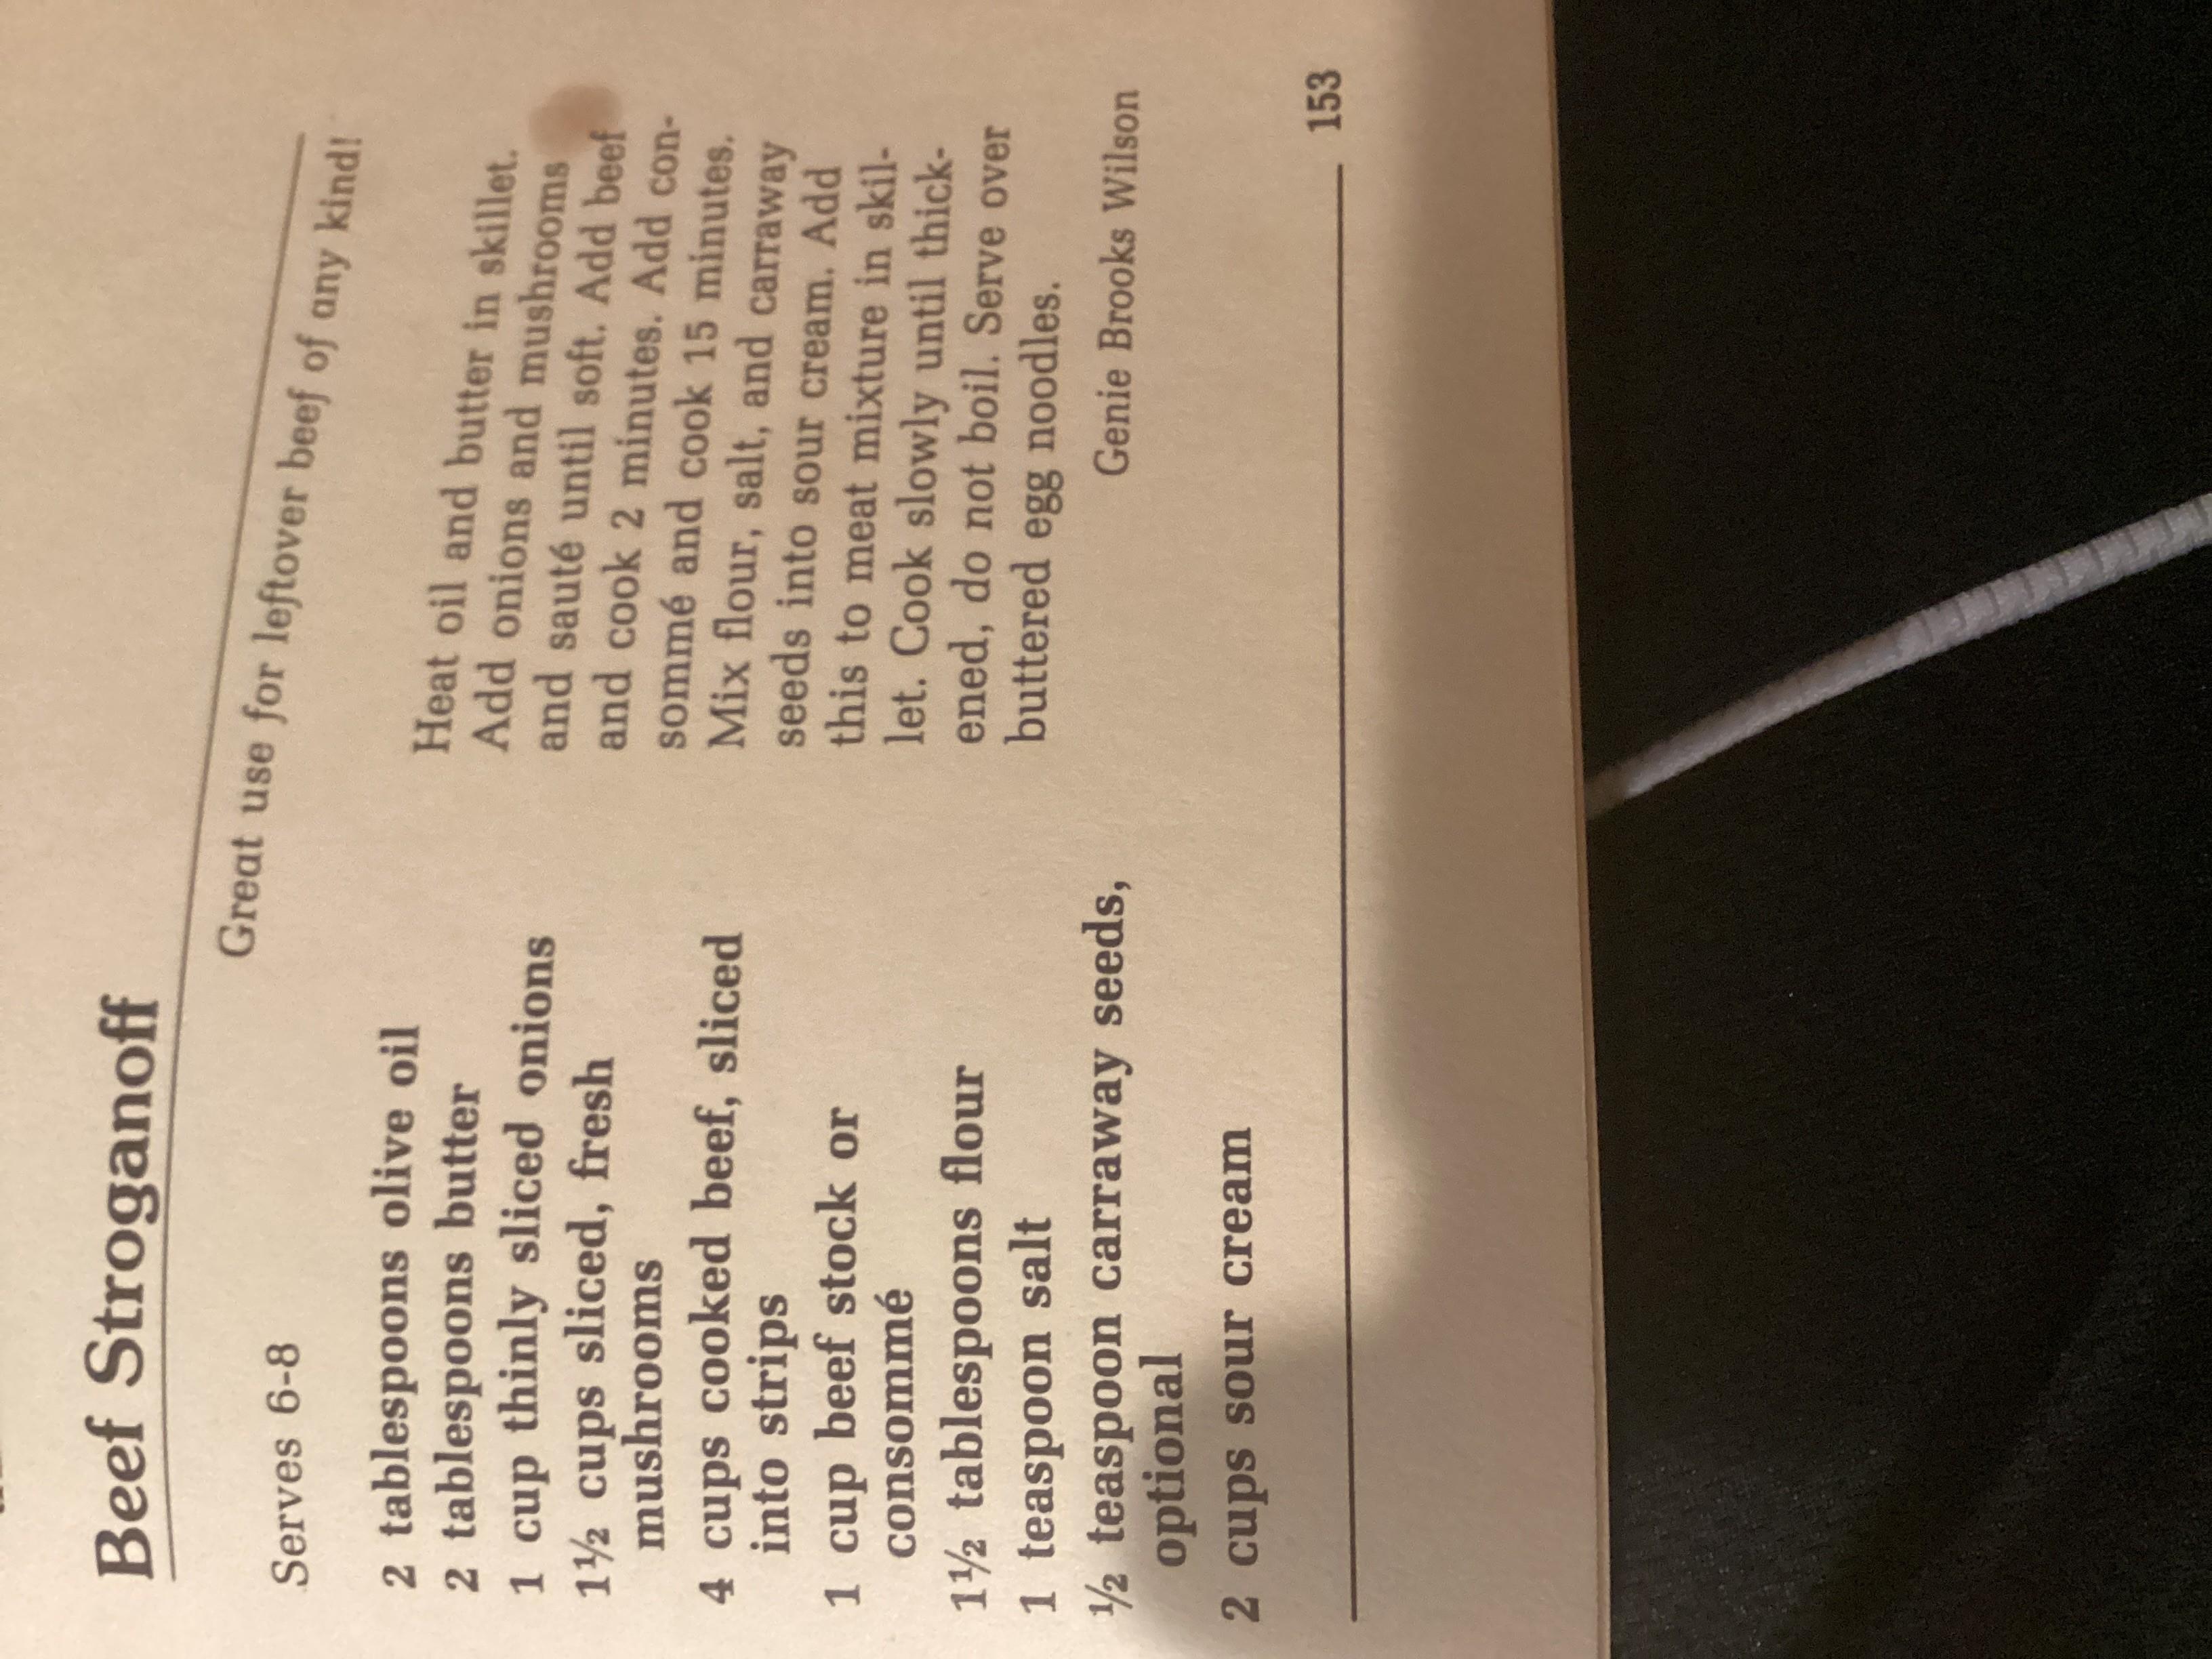 Beef Stroganoff
Serves 6-8
Great use for leftover beef of any kind!
2 tablespoons olive oil
2 tablespoons butter
1 cup thinly sliced onions
1½ cups sliced, fresh
mushrooms
4 cups cooked beef, sliced
into strips
1 cup beef stock or
consommé
1½ tablespoons flour
1 teaspoon salt
½ teaspoon carraway seeds,
optional
2 cups sour cream
Heat oil and butter in skillet.
Add onions and mushrooms
and sauté until soft. Add beef
and cook 2 minutes. Add con-
sommé and cook 15 minutes.
Mix flour, salt, and carraway
seeds into sour cream. Add
this to meat mixture in skil-
let. Cook slowly until thick-
ened, do not boil. Serve over
buttered egg noodles.
Genie Brooks Wilson
153